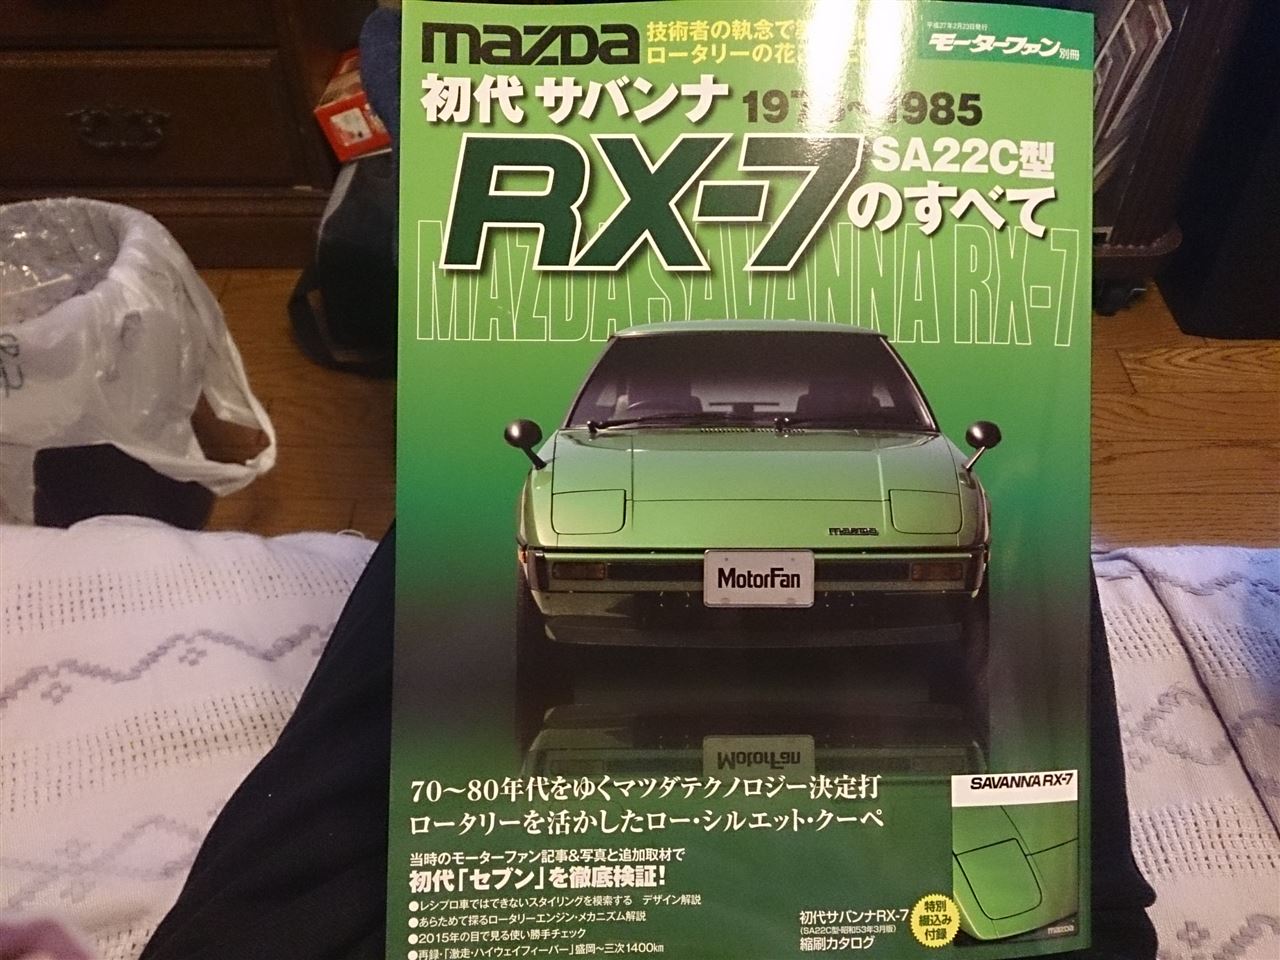 mazda
技術者の執念で
ロータリーの花
平成27年2月23日発行
モーターファン別冊
初代 サバンナ
1985
SA22C型
RX-7のすべて
MAZDA SAVANNA RX-7
mazda
MotorFan
MotorFan
70～80年代をゆくマツダテクノロジー決定打
ロータリーを活かしたロー・シルエット・クーペ
当時のモーターファン記事&写真と追加取材で
初代「セブン」を徹底検証!
●レシプロ車ではできないスタイリングを模索する デザイン解説
●あらためて探るロータリーエンジン・メカニズム解説
●2015年の目で見る使い勝手チェック
●再録・「激走・ハイウェイフィーバー」盛岡～三次1400km
初代サバンナRX-7
(SA22C型・昭和53年3月版)
縮刷カタログ
特別
綴込み
付録
SAVANNA RX-7
mazda